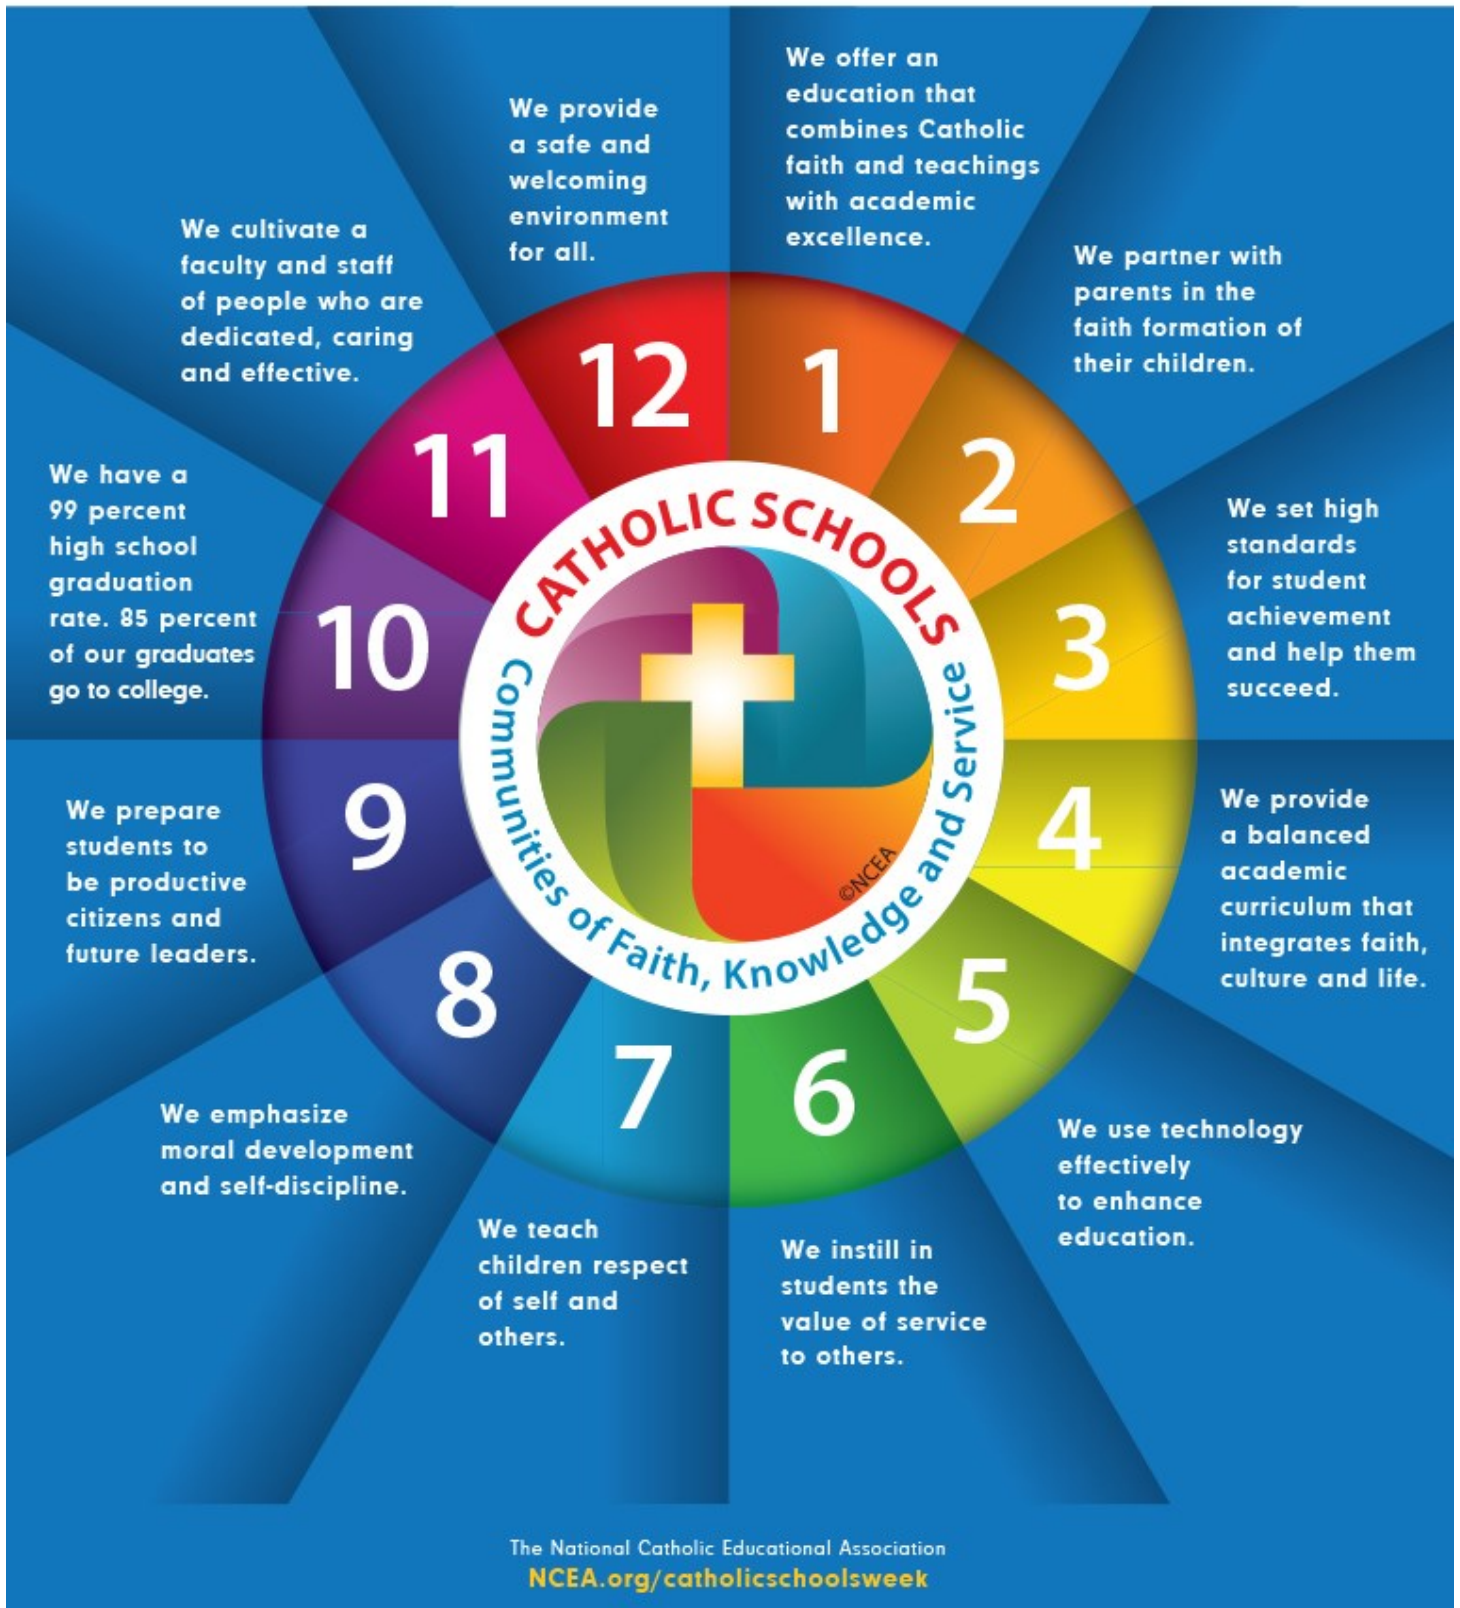 We offer an
education that
combines Catholic
faith and teachings
with academic
excellence.
1
We partner with
parents in the
faith formation of
their children.
2
We set high
standards
for student
achievement
and help them
succeed.
3
We provide
a balanced
academic
curriculum that
integrates faith,
culture and life.
4
We use technology
effectively
to enhance
education.
5
We instill in
students the
value of service
to others.
6
We teach
children respect
of self and
others.
7
We emphasize
moral development
and self-discipline.
8
We prepare
students to
be productive
citizens and
future leaders.
9
We have a
99 percent
high school
graduation
rate. 85 percent
of our graduates
go to college.
10
We cultivate a
faculty and staff
of people who are
dedicated, caring
and effective.
11
We provide
a safe and
welcoming
environment
for all.
12
CATHOLIC SCHOOLS
Communities of Faith, Knowledge and Service
©NCEA
The National Catholic Educational Association
NCEA.org/catholicschoolsweek